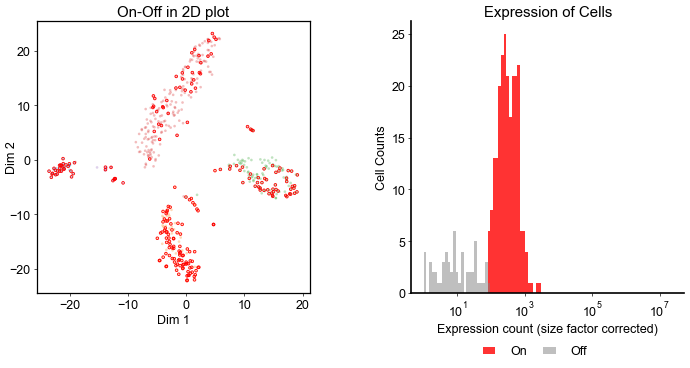 On-Off in 2D plot
20
10
0
−10
−20
Dim 2
−20 −10 0 10 20
Dim 1
Expression of Cells
25
20
15
10
5
0
Cell Counts
10^1 10^3 10^5 10^7
Expression count (size factor corrected)
On Off